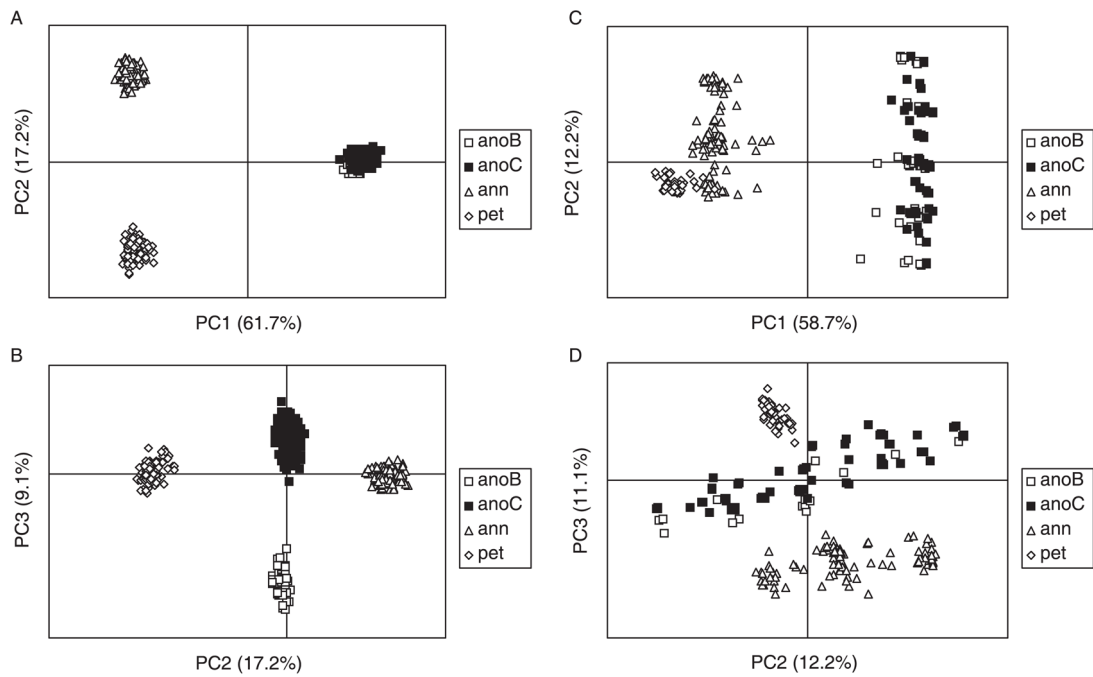 A
PC2 (17.2%)
PC1 (61.7%)
anoB
anoC
ann
pet
C
PC2 (12.2%)
PC1 (58.7%)
anoB
anoC
ann
pet
B
PC3 (9.1%)
PC2 (17.2%)
anoB
anoC
ann
pet
D
PC3 (11.1%)
PC2 (12.2%)
anoB
anoC
ann
pet